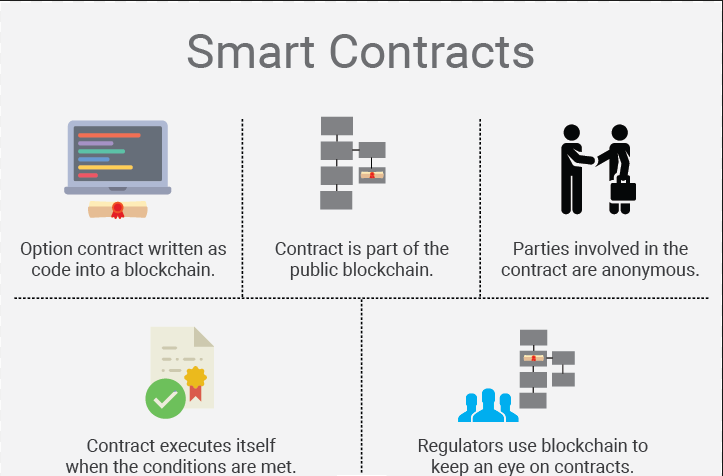 Smart Contracts
Option contract written as
code into a blockchain.
Contract is part of the
public blockchain.
Parties involved in the
contract are anonymous.
Contract executes itself
when the conditions are met.
Regulators use blockchain to
keep an eye on contracts.